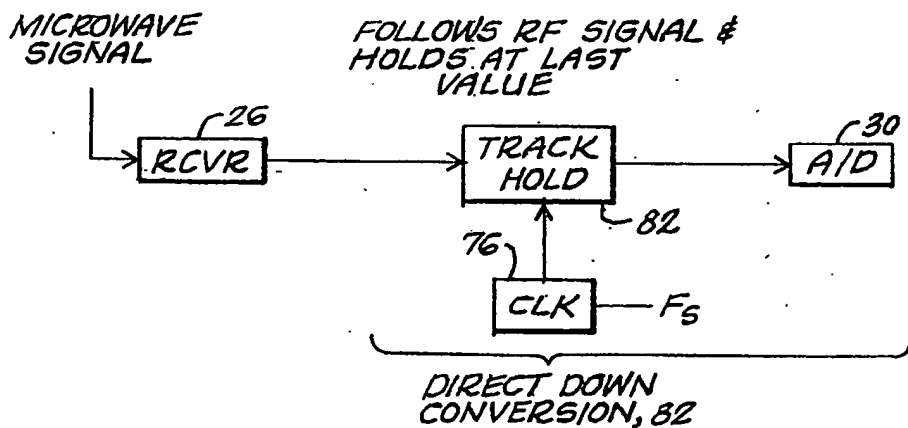 MICROWAVE
SIGNAL
FOLLOWS RF SIGNAL &
HOLDS AT LAST
VALUE
26
RCVR
TRACK
HOLD
82
30
A/D
76
CLK
FS
DIRECT DOWN
CONVERSION, 82